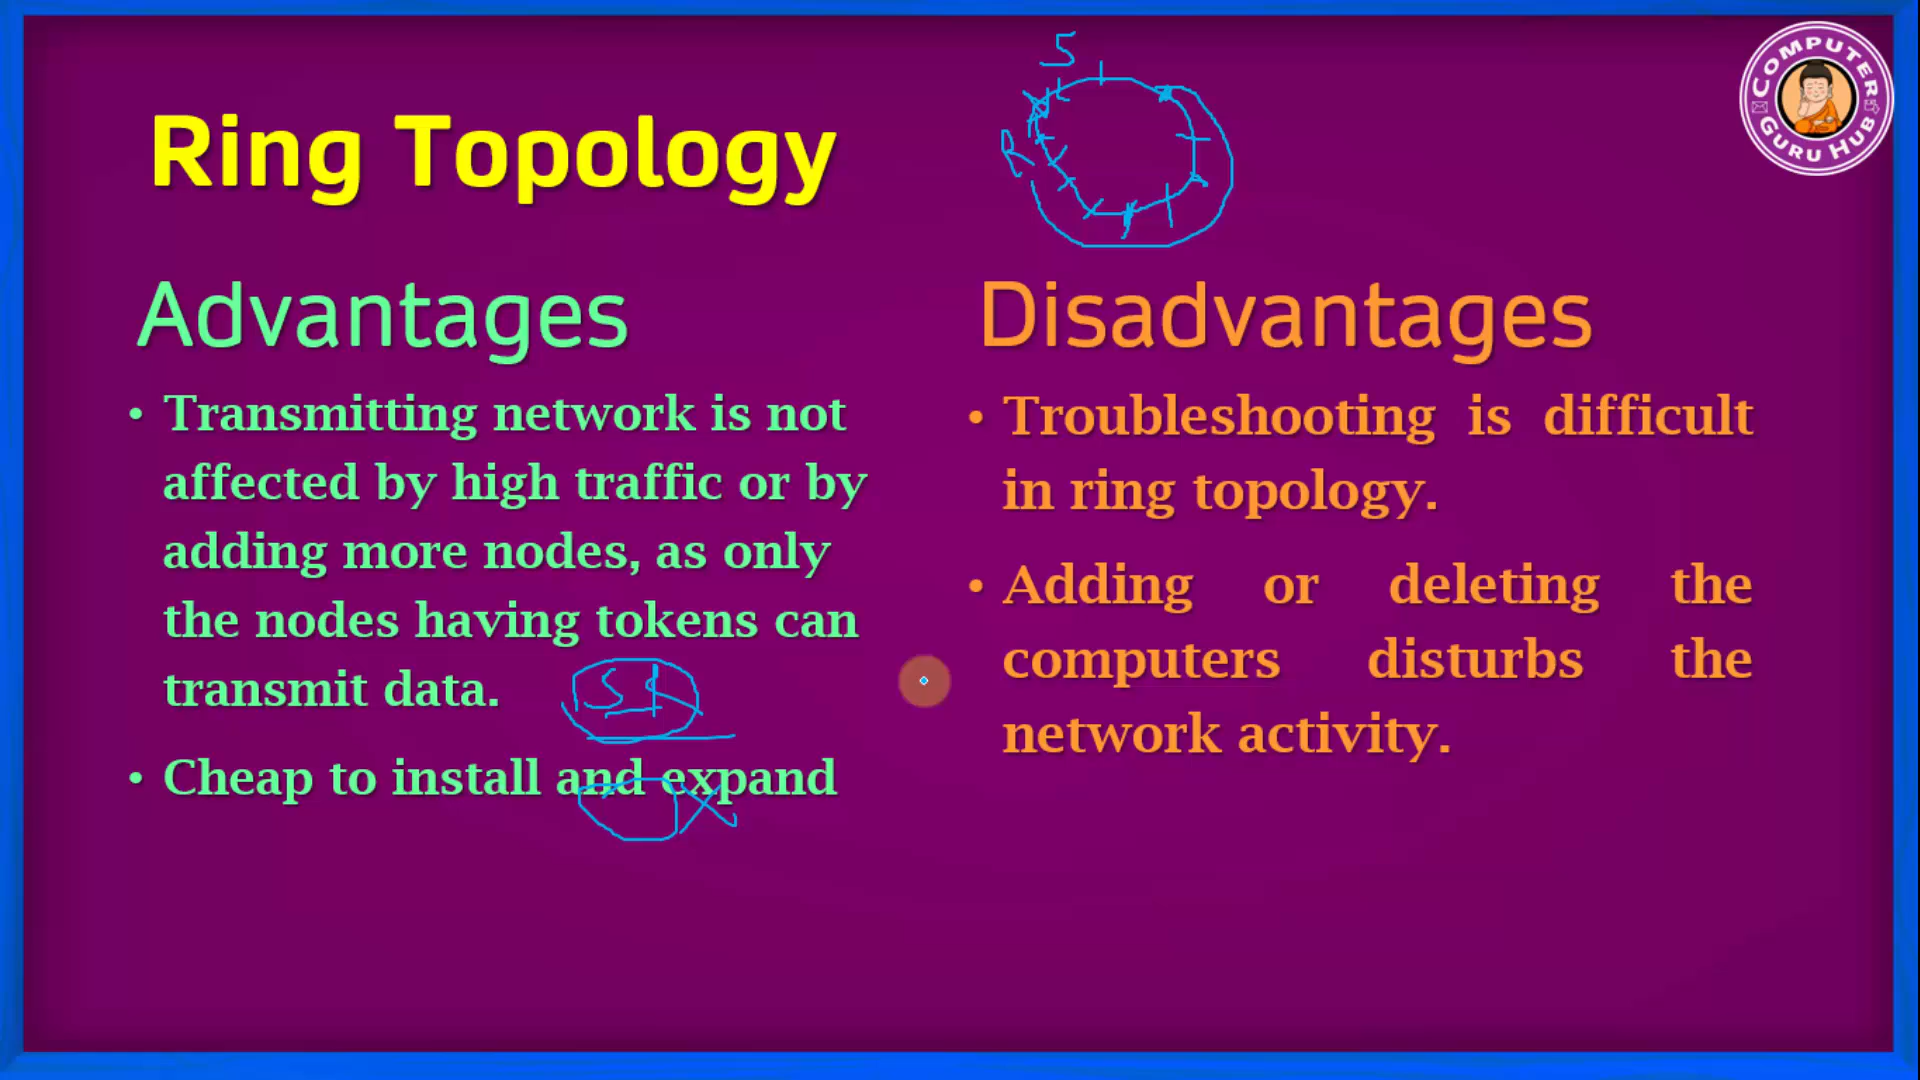 Ring Topology
S
R
COMPUTER
GURU HUB
Advantages
• Transmitting network is not
affected by high traffic or by
adding more nodes, as only
the nodes having tokens can
transmit data.
• Cheap to install and expand
Disadvantages
• Troubleshooting is difficult
in ring topology.
• Adding or deleting the
computers disturbs the
network activity.